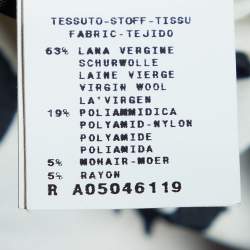 TESSUTO-STOFF-TISSU
FABRIC-TEJIDO
63% LANA VERGINE
SCHURWOLLE
LAINE VIERGE
VIRGIN WOOL
LA'VIRGEN
19% POLIAMMIDICA
POLYAMID-NYLON
POLYAMIDE
POLIAMIDA
5% MOHAIR-MOER
5% RAYON
R A05046119